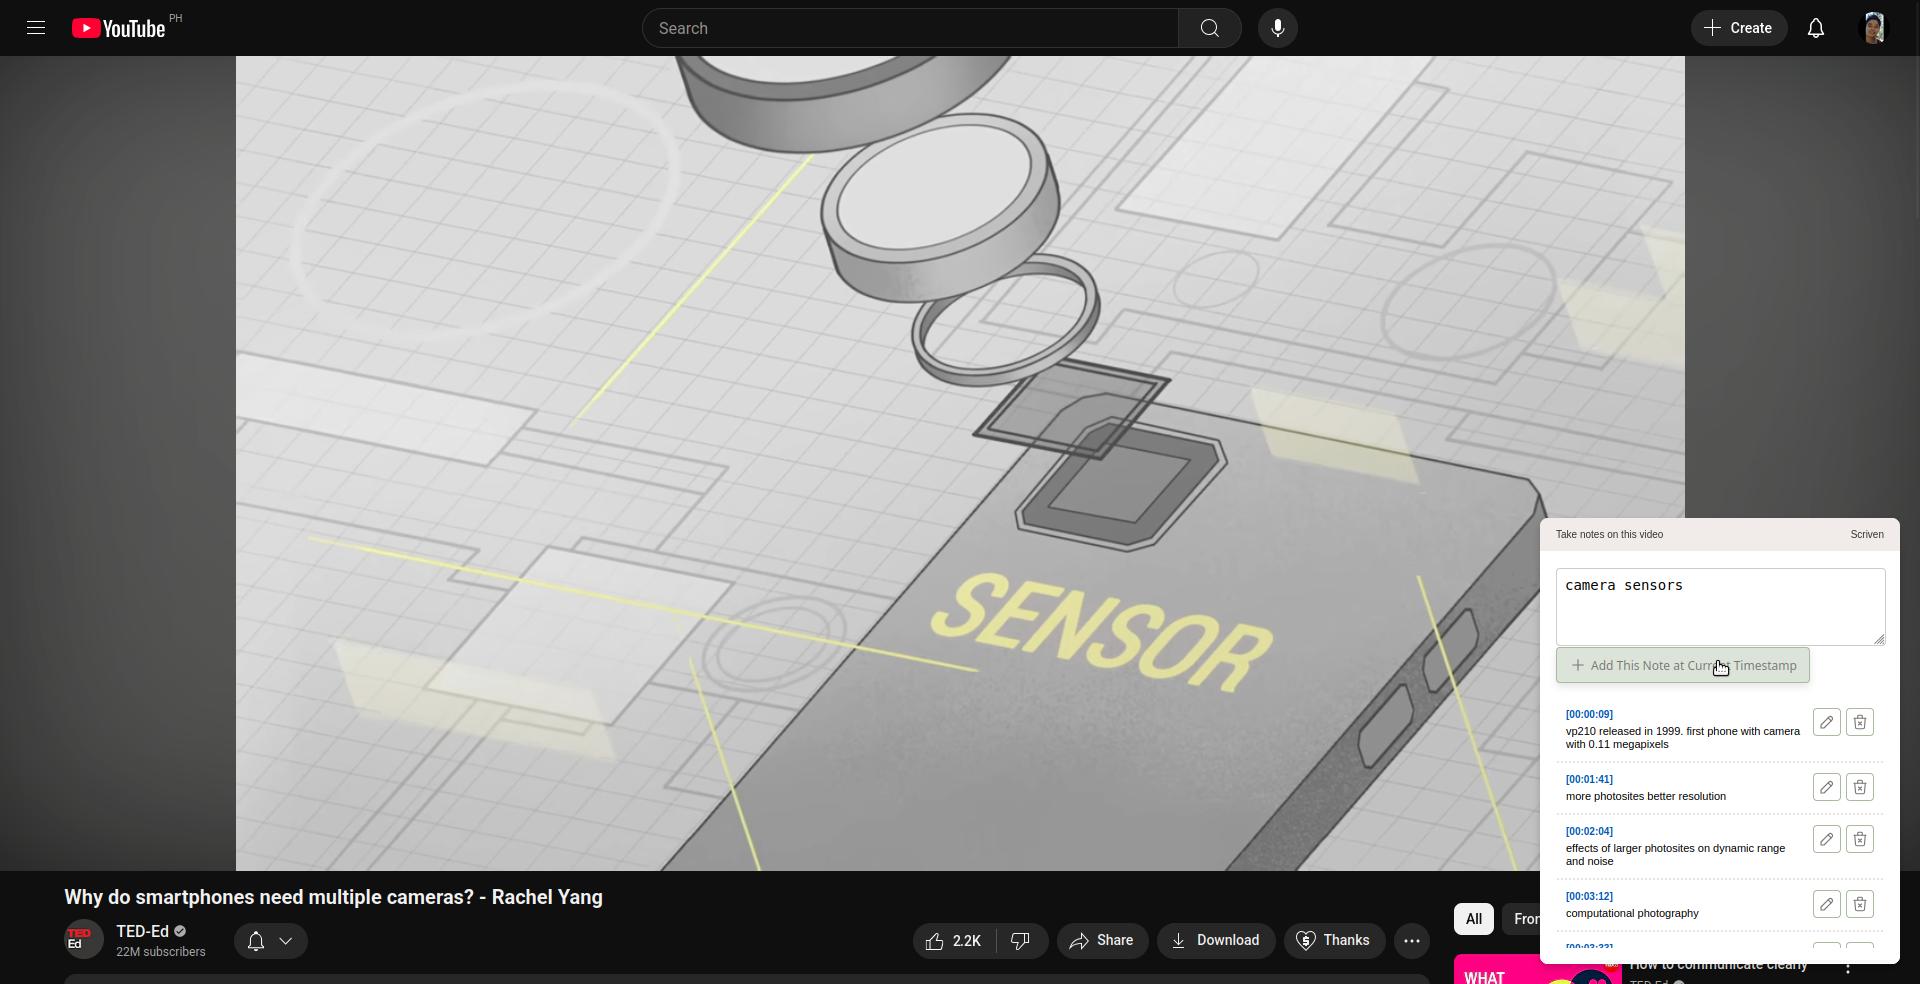 YouTube PH
Search
Create
SENSOR
Take notes on this video
Scriven
camera sensors
Add This Note at Current Timestamp
[00:00:09]
vp210 released in 1999. first phone with camera
with 0.11 megapixels
[00:01:41]
more photosites better resolution
[00:02:04]
effects of larger photosites on dynamic range
and noise
[00:03:12]
computational photography
Why do smartphones need multiple cameras? - Rachel Yang
TED
Ed
TED-Ed
22M subscribers
2.2K
Share
Download
Thanks
All
WHAT
How to communicate clearly
TED-Ed